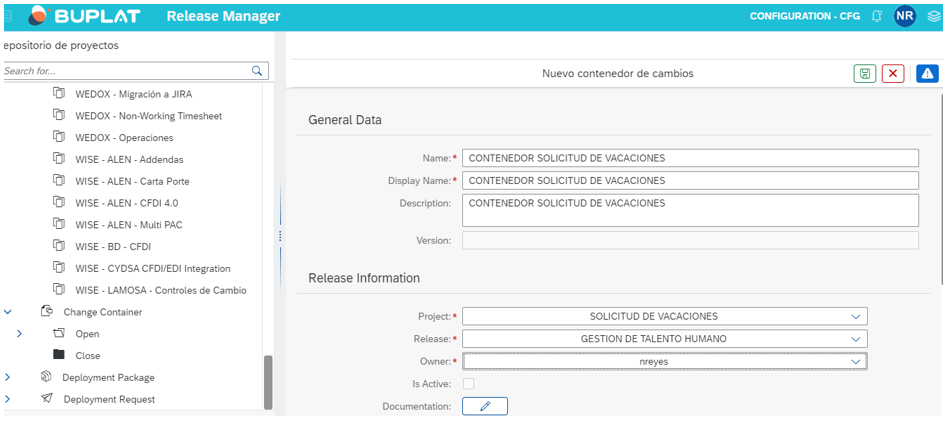 BUPLAT Release Manager CONFIGURATION - CFG NR
epositorio de proyectos
Search for...
WEDOX - Migración a JIRA
WEDOX - Non-Working Timesheet
WEDOX - Operaciones
WISE - ALEN - Addendas
WISE - ALEN - Carta Porte
WISE - ALEN - CFDI 4.0
WISE - ALEN - Multi PAC
WISE - BD - CFDI
WISE - CYDSA CFDI/EDI Integration
WISE - LAMOSA - Controles de Cambio
Change Container
Open
Close
Deployment Package
Deployment Request
Nuevo contenedor de cambios
General Data
Name:* CONTENEDOR SOLICITUD DE VACACIONES
Display Name:* CONTENEDOR SOLICITUD DE VACACIONES
Description: CONTENEDOR SOLICITUD DE VACACIONES
Version:
Release Information
Project:* SOLICITUD DE VACACIONES
Release:* GESTION DE TALENTO HUMANO
Owner:* nreyes
Is Active:
Documentation: